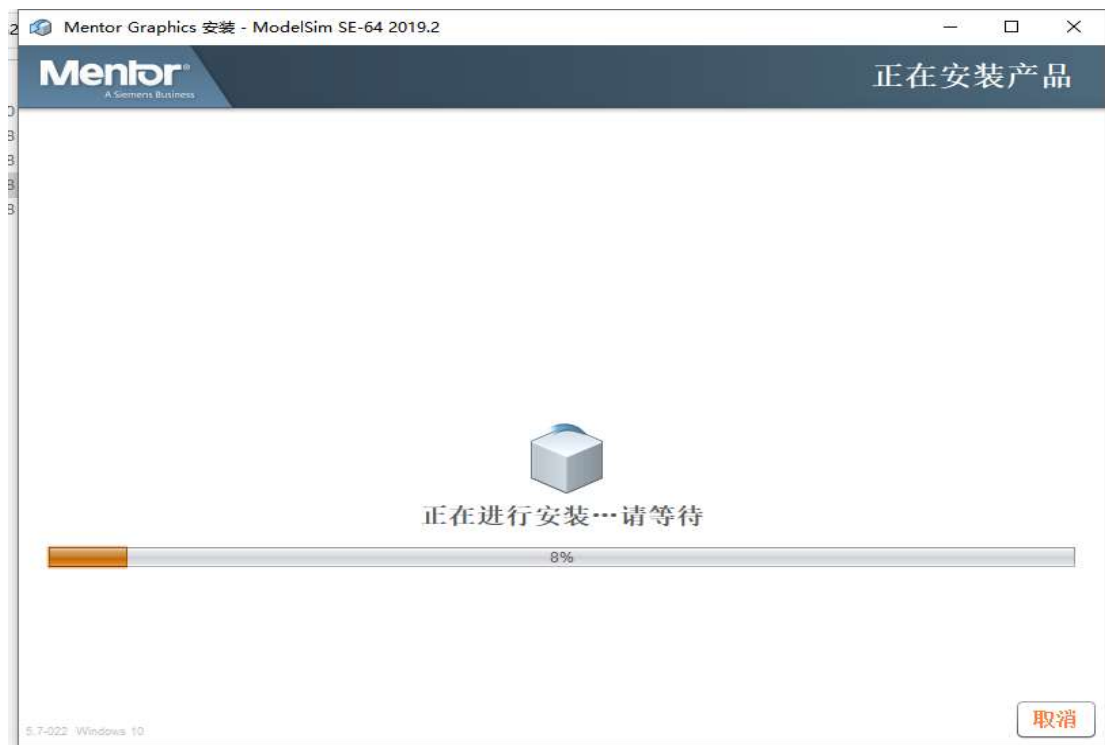 Mentor Graphics 安装 - ModelSim SE-64 2019.2
Mentor®
A Siemens Business
正在安装产品
正在进行安装…请等待
8%
取消
5.7-022 Windows 10